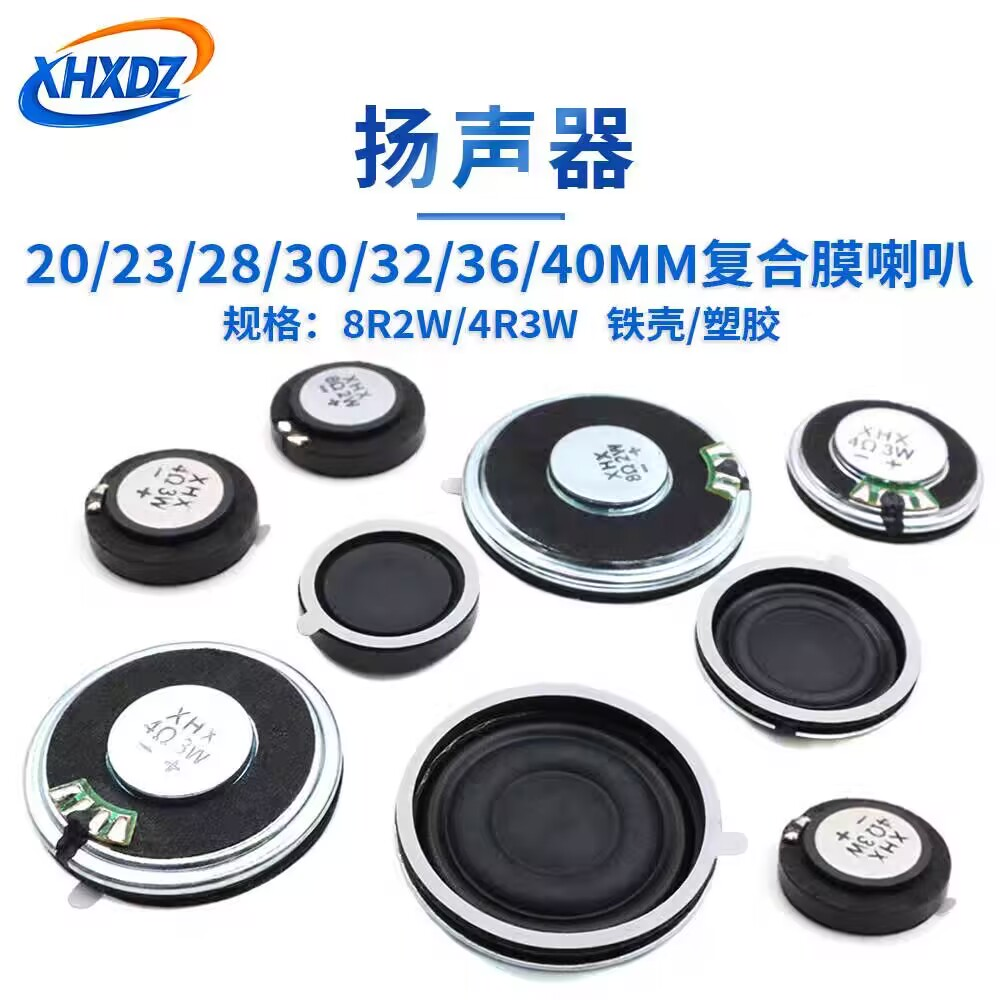 XHXDZ
扬声器
20/23/28/30/32/36/40MM复合膜喇叭
规格：8R2W/4R3W 铁壳/塑胶
XHX
8Ω2W
- +
XHX
4Ω3W
- +
XHX
8Ω2W
- +
XHX
4Ω3W
- +
XHX
4Ω3W
- +
XHX
4Ω3W
- +